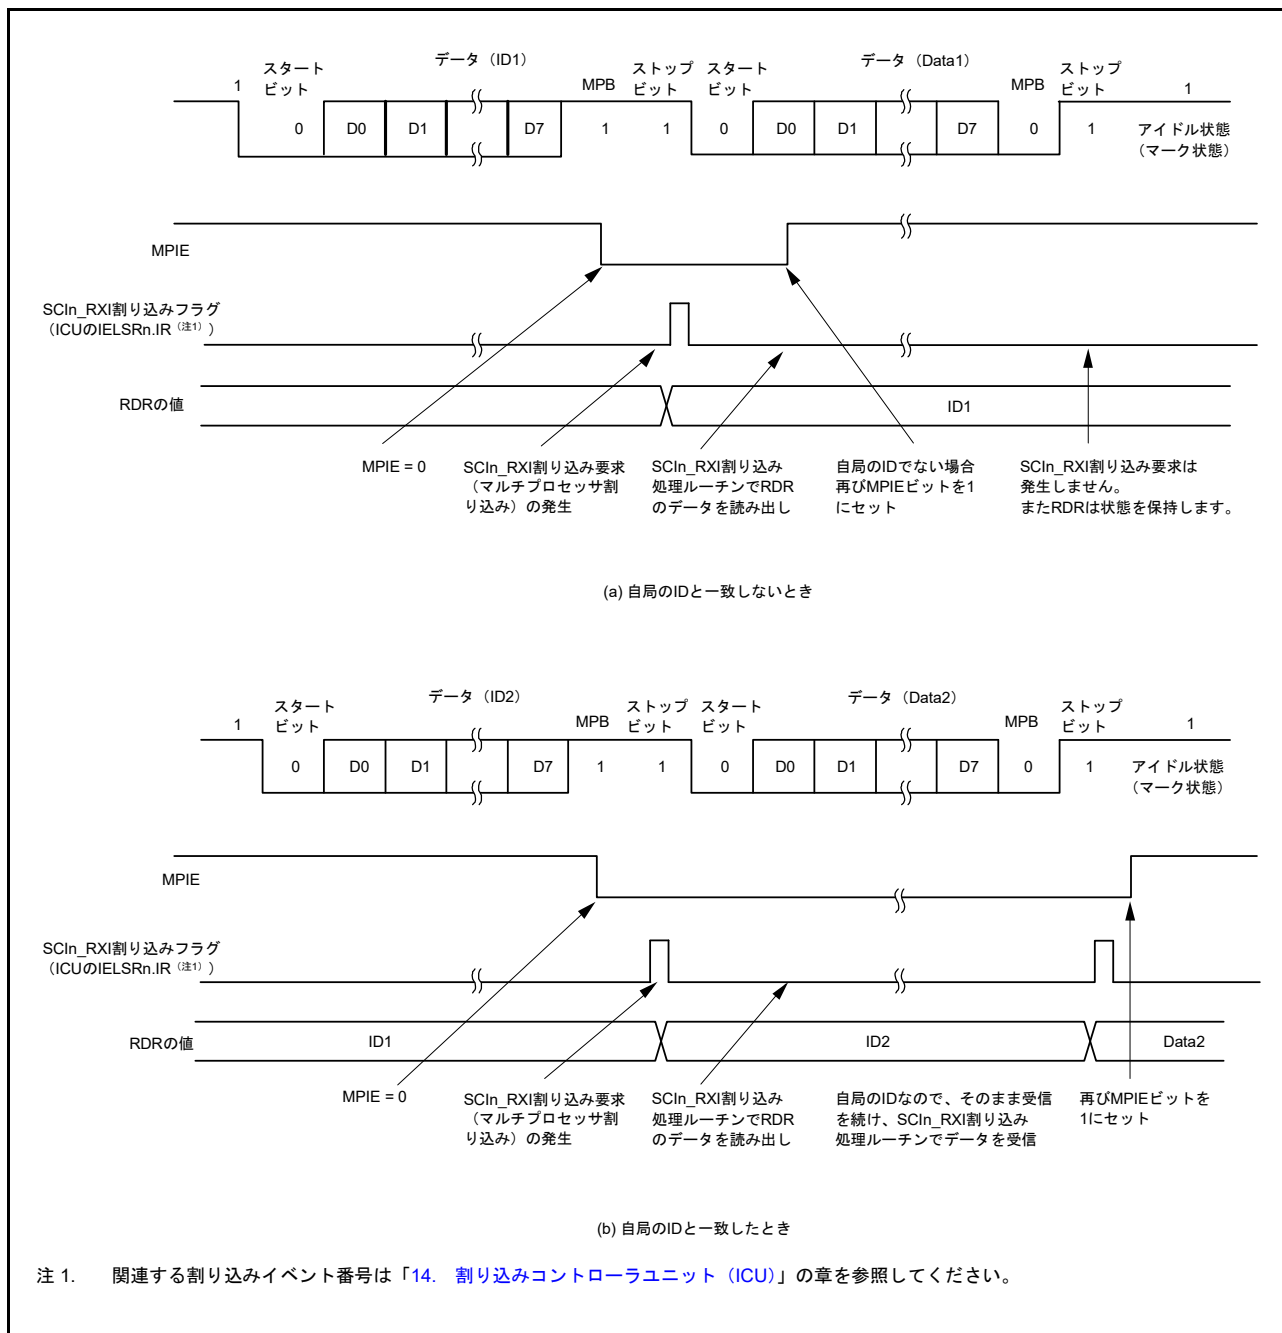 データ（ID1）
データ（Data1）
スタート
ビット
MPB
ストップ
ビット
スタート
ビット
MPB
ストップ
ビット
1
1
0
D0
D1
D7
1
1
0
D0
D1
D7
0
1
アイドル状態
（マーク状態）
MPIE
SCIn_RXI割り込みフラグ
（ICUのIELSRn.IR（注1））
RDRの値
ID1
MPIE = 0
SCIn_RXI割り込み要求
（マルチプロセッサ割
り込み）の発生
SCIn_RXI割り込み
処理ルーチンでRDR
のデータを読み出し
自局のIDでない場合
再びMPIEビットを1
にセット
SCIn_RXI割り込み要求は
発生しません。
またRDRは状態を保持します。
(a) 自局のIDと一致しないとき
データ（ID2）
データ（Data2）
スタート
ビット
MPB
ストップ
ビット
スタート
ビット
MPB
ストップ
ビット
1
1
0
D0
D1
D7
1
1
0
D0
D1
D7
0
1
アイドル状態
（マーク状態）
MPIE
SCIn_RXI割り込みフラグ
（ICUのIELSRn.IR（注1））
RDRの値
ID1
ID2
Data2
MPIE = 0
SCIn_RXI割り込み要求
（マルチプロセッサ割
り込み）の発生
SCIn_RXI割り込み
処理ルーチンでRDR
のデータを読み出し
自局のIDなので、そのまま受信
を続け、SCIn_RXI割り込み
処理ルーチンでデータを受信
再びMPIEビットを
1にセット
(b) 自局のIDと一致したとき
注 1. 関連する割り込みイベント番号は「14. 割り込みコントローラユニット（ICU）」の章を参照してください。